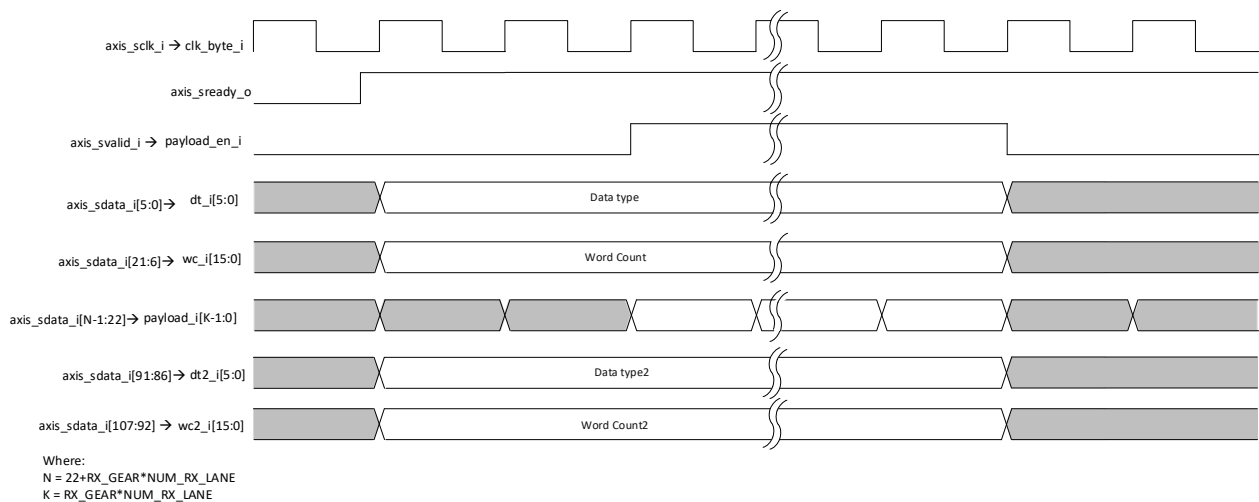 axis_sclk_i → clk_byte_i
axis_sready_o
axis_svalid_i → payload_en_i
axis_sdata_i[5:0]→ dt_i[5:0]
Data type
axis_sdata_i[21:6]→ wc_i[15:0]
Word Count
axis_sdata_i[N-1:22]→ payload_i[K-1:0]
axis_sdata_i[91:86]→ dt2_i[5:0]
Data type2
axis_sdata_i[107:92] → wc2_i[15:0]
Word Count2
Where:
N = 22+RX_GEAR*NUM_RX_LANE
K = RX_GEAR*NUM_RX_LANE